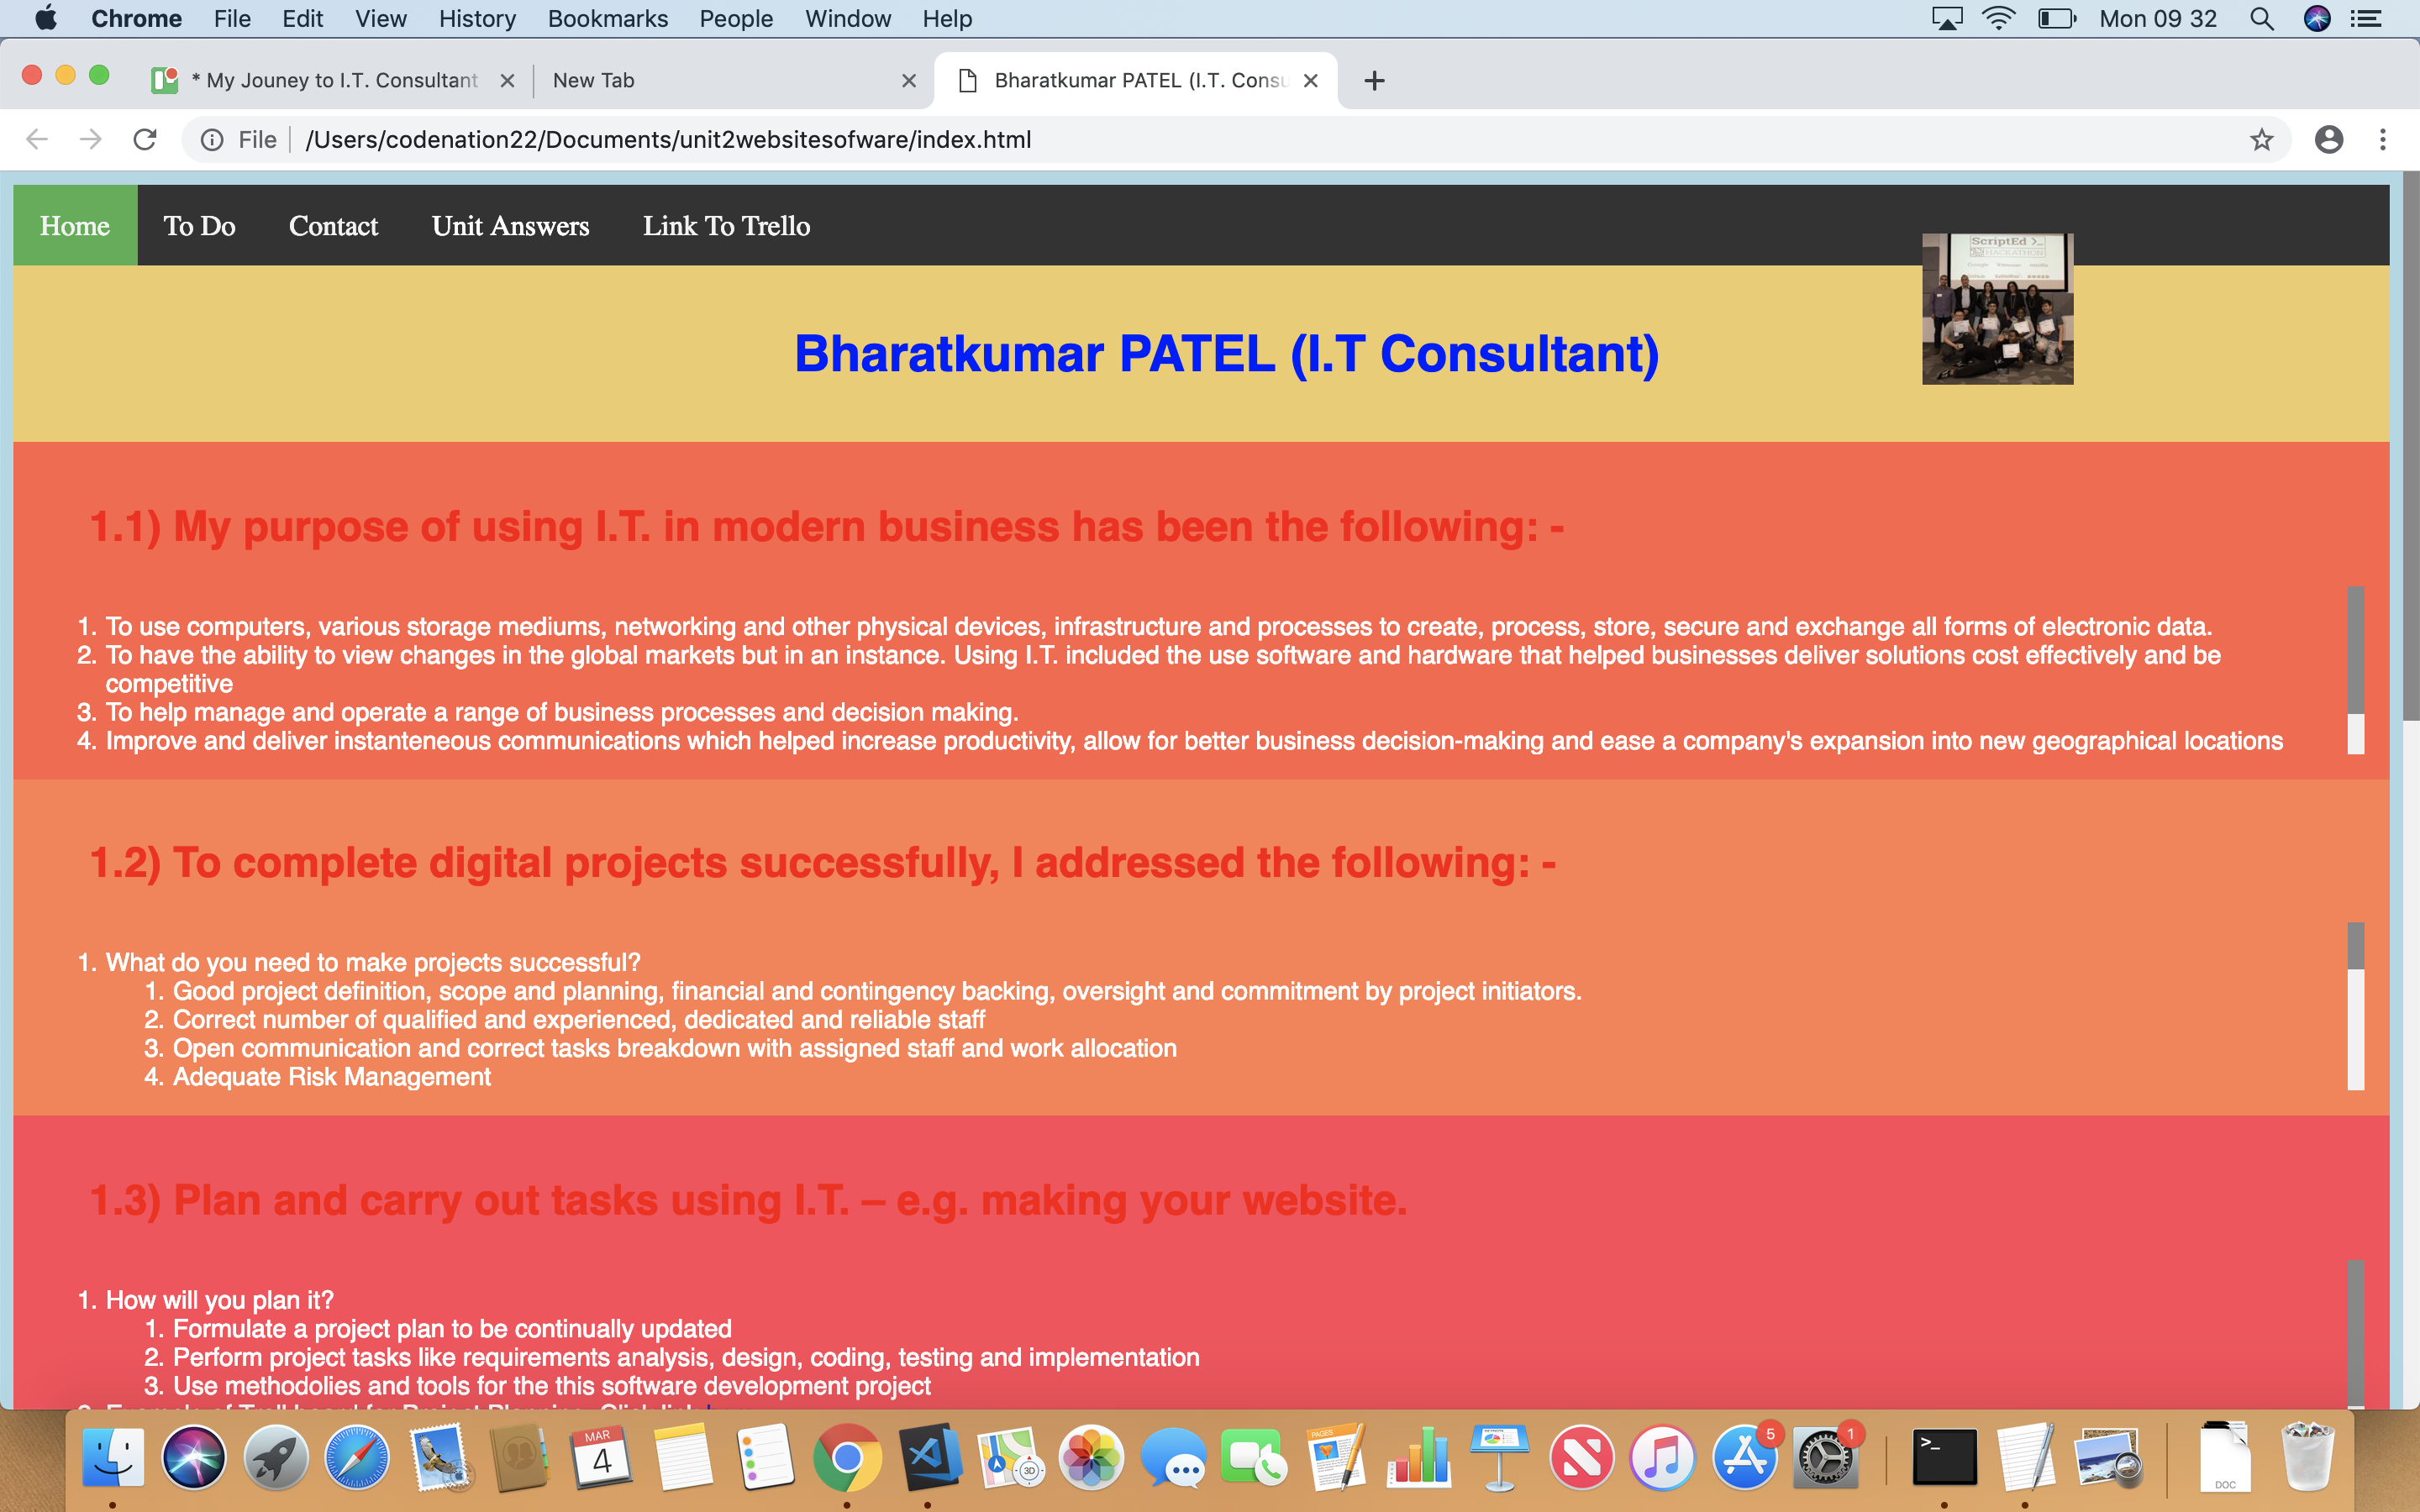 Chrome File Edit View History Bookmarks People Window Help Mon 09 32
* My Jouney to I.T. Consultant New Tab Bharatkumar PATEL (I.T. Consu
File /Users/codenation22/Documents/unit2websitesofware/index.html
Home To Do Contact Unit Answers Link To Trello
ScriptEd >_
HACKATHON
Bharatkumar PATEL (I.T Consultant)
1.1) My purpose of using I.T. in modern business has been the following: -
1. To use computers, various storage mediums, networking and other physical devices, infrastructure and processes to create, process, store, secure and exchange all forms of electronic data.
2. To have the ability to view changes in the global markets but in an instance. Using I.T. included the use software and hardware that helped businesses deliver solutions cost effectively and be
competitive
3. To help manage and operate a range of business processes and decision making.
4. Improve and deliver instanteneous communications which helped increase productivity, allow for better business decision-making and ease a company's expansion into new geographical locations
1.2) To complete digital projects successfully, I addressed the following: -
1. What do you need to make projects successful?
1. Good project definition, scope and planning, financial and contingency backing, oversight and commitment by project initiators.
2. Correct number of qualified and experienced, dedicated and reliable staff
3. Open communication and correct tasks breakdown with assigned staff and work allocation
4. Adequate Risk Management
1.3) Plan and carry out tasks using I.T. – e.g. making your website.
1. How will you plan it?
1. Formulate a project plan to be continually updated
2. Perform project tasks like requirements analysis, design, coding, testing and implementation
3. Use methodolies and tools for the this software development project
MAR
4
3D
PAGES
5
1
>_
DOC